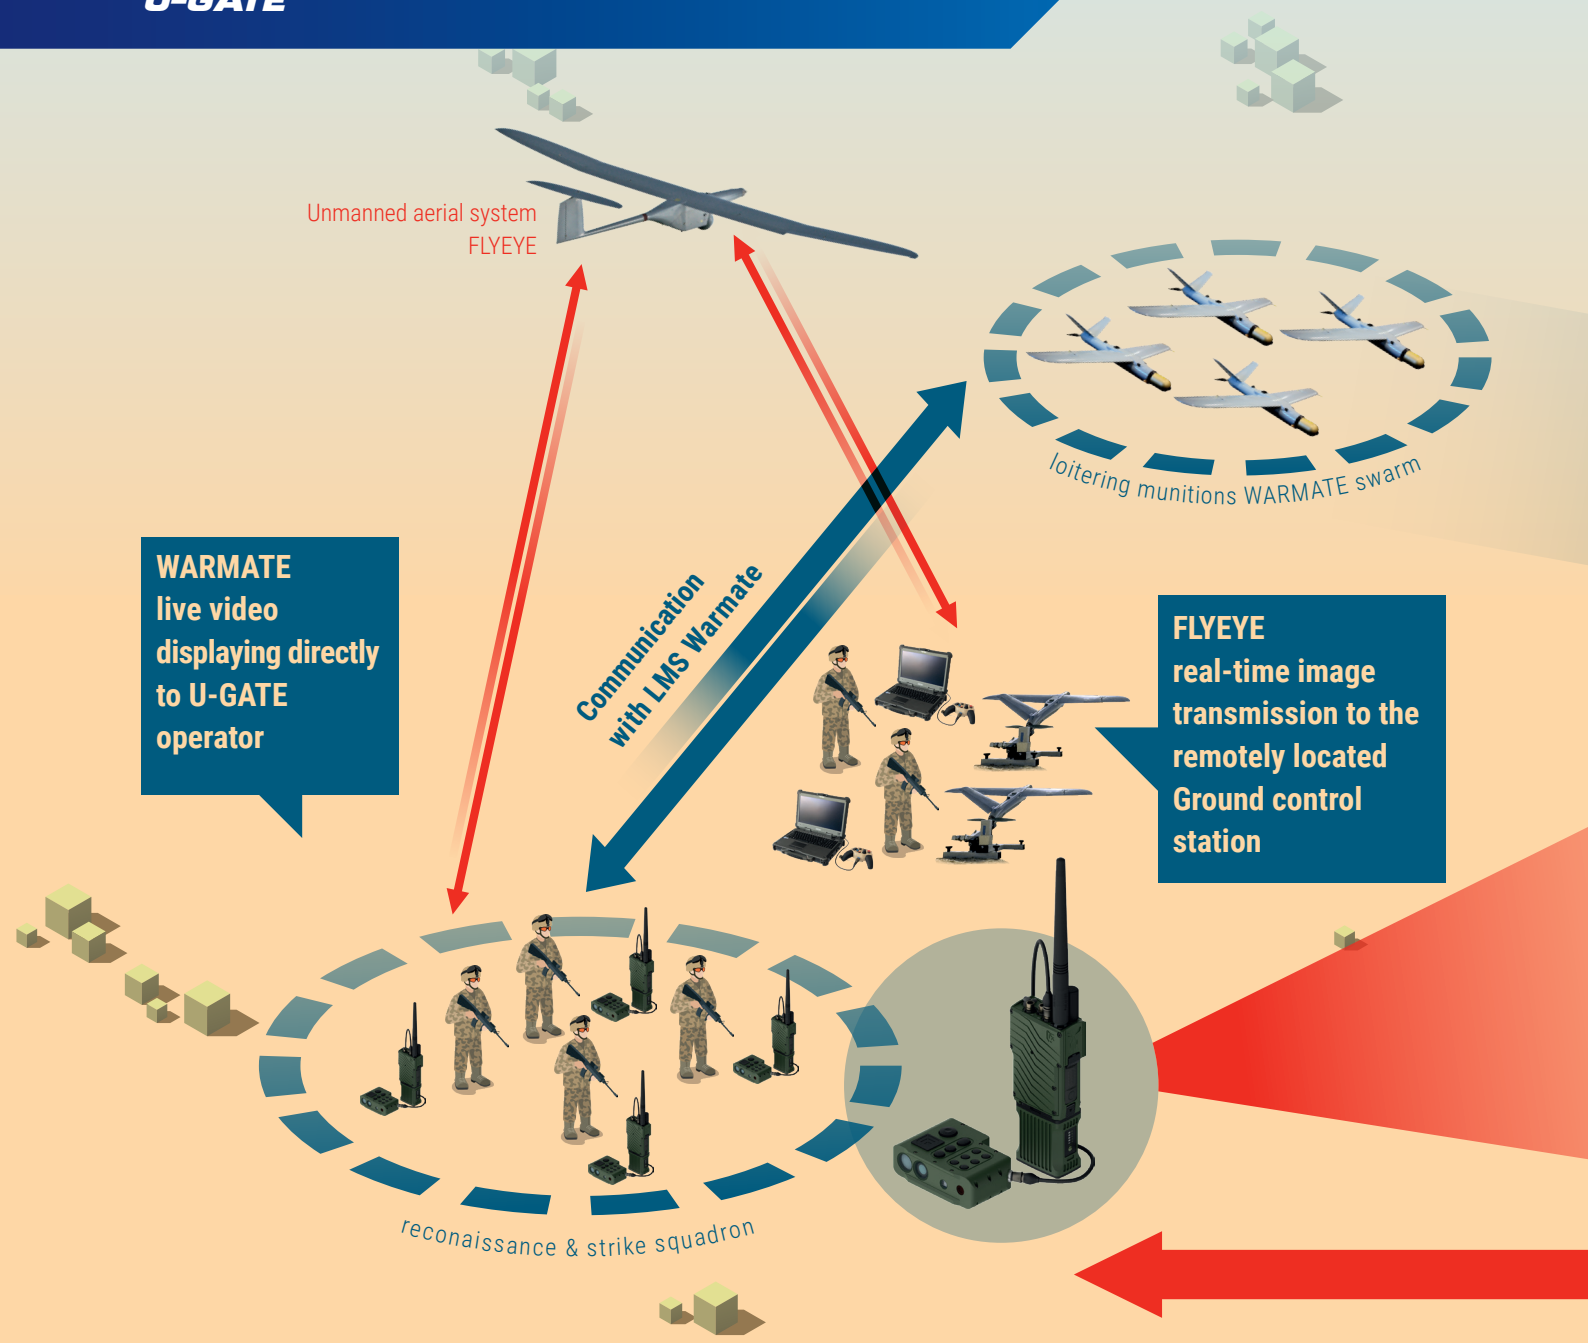 U-GATE
Unmanned aerial system
FLYEYE
loitering munitions WARMATE swarm
WARMATE
live video
displaying directly
to U-GATE
operator
Communication
with LMS Warmate
FLYEYE
real-time image
transmission to the
remotely located
Ground control
station
reconaissance & strike squadron